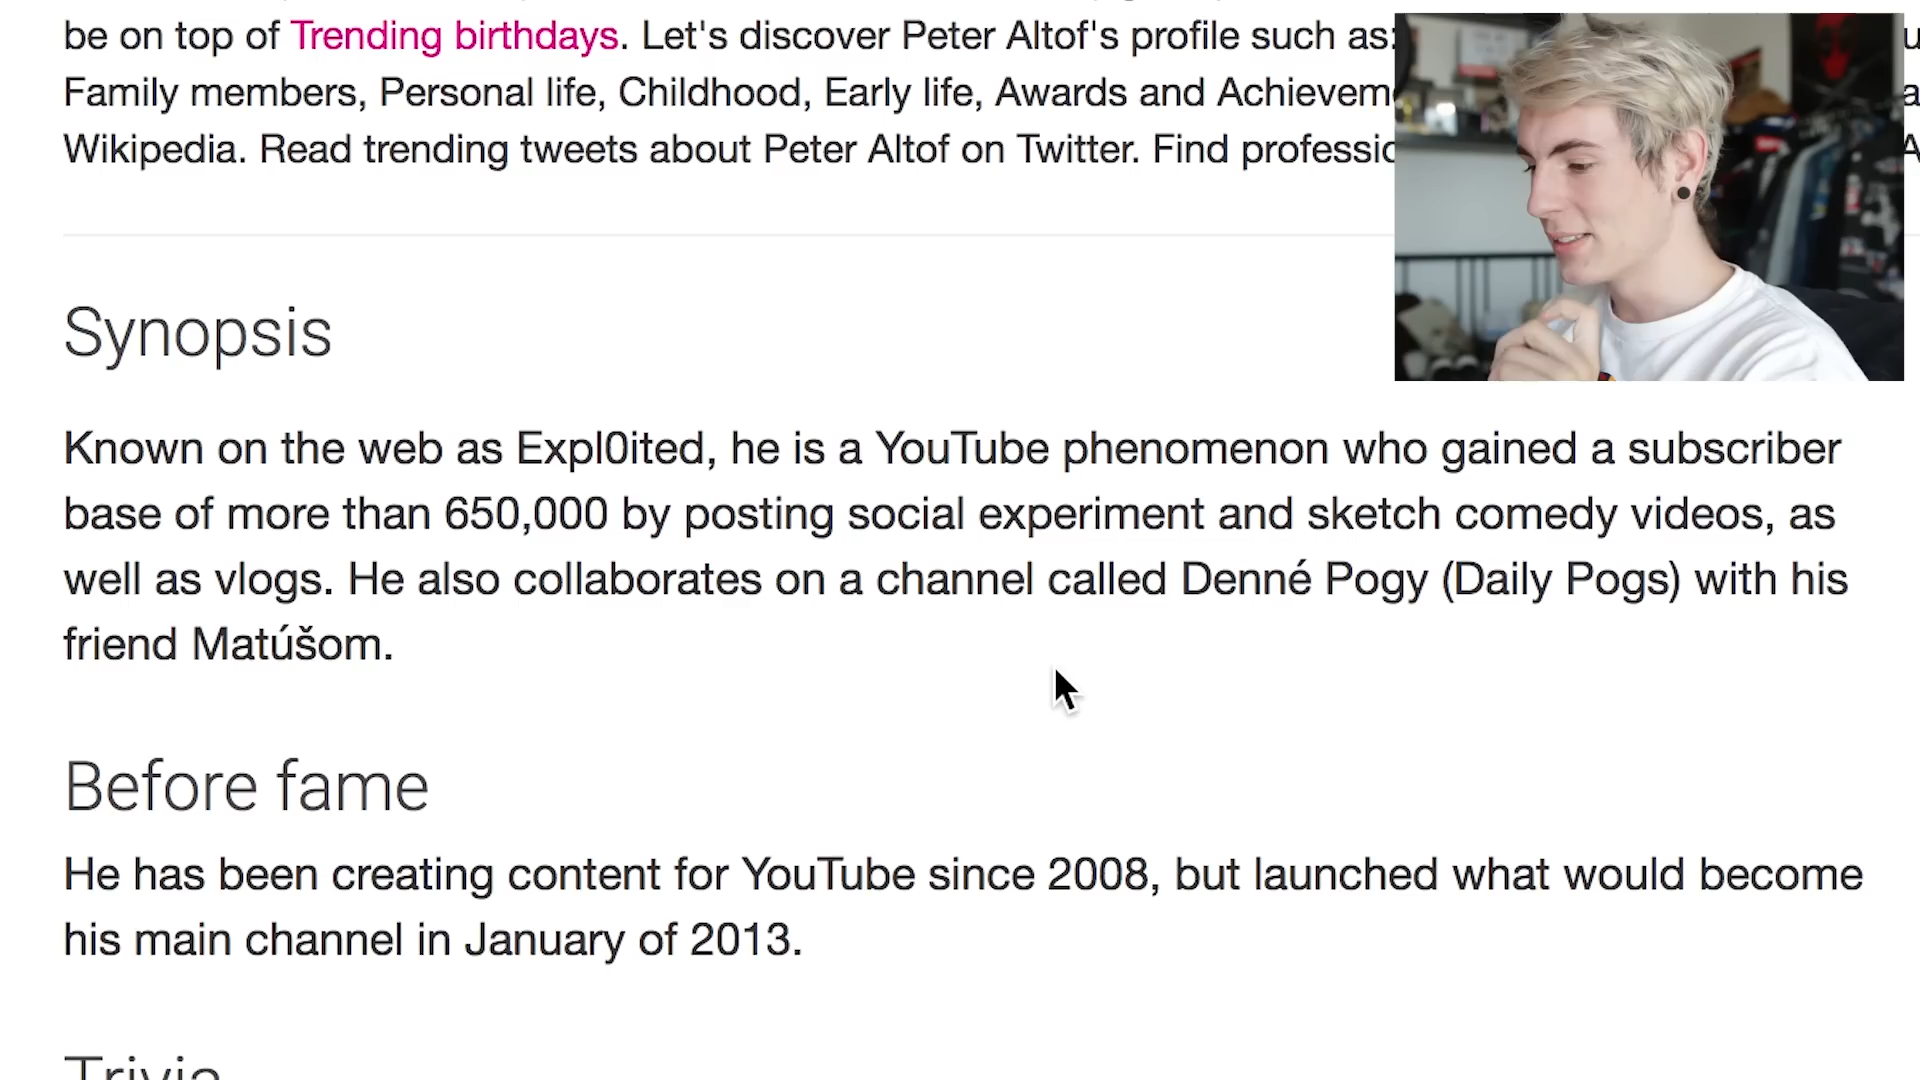 be on top of Trending birthdays. Let's discover Peter Altof's profile such as:
Family members, Personal life, Childhood, Early life, Awards and
Wikipedia. Read trending tweets about Peter Altof on Twitter. Find
Synopsis
Known on the web as Expl0ited, he is a YouTube phenomenon who gained a subscriber
base of more than 650,000 by posting social experiment and sketch comedy videos, as
well as vlogs. He also collaborates on a channel called Denné Pogy (Daily Pogs) with his
friend Matúšom.
Before fame
He has been creating content for YouTube since 2008, but launched what would become
his main channel in January of 2013.
Trivia